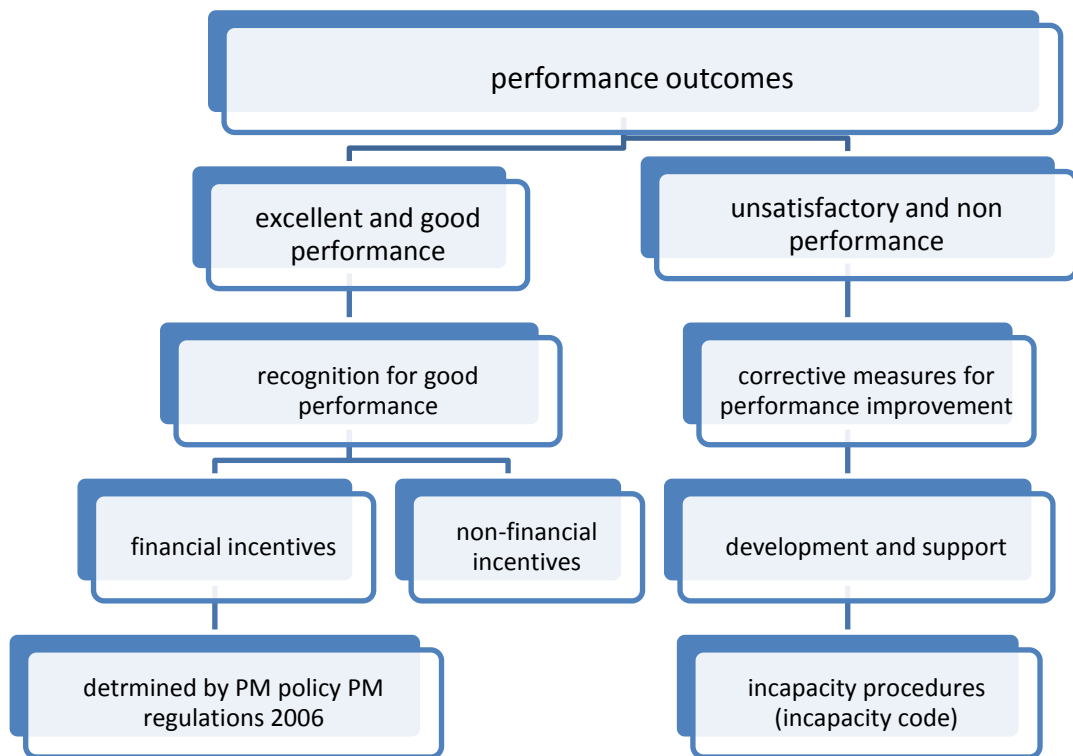 performance outcomes
excellent and good
performance
unsatisfactory and non
performance
recognition for good
performance
corrective measures for
performance improvement
financial incentives
non-financial
incentives
development and support
detrmined by PM policy PM
regulations 2006
incapacity procedures
(incapacity code)